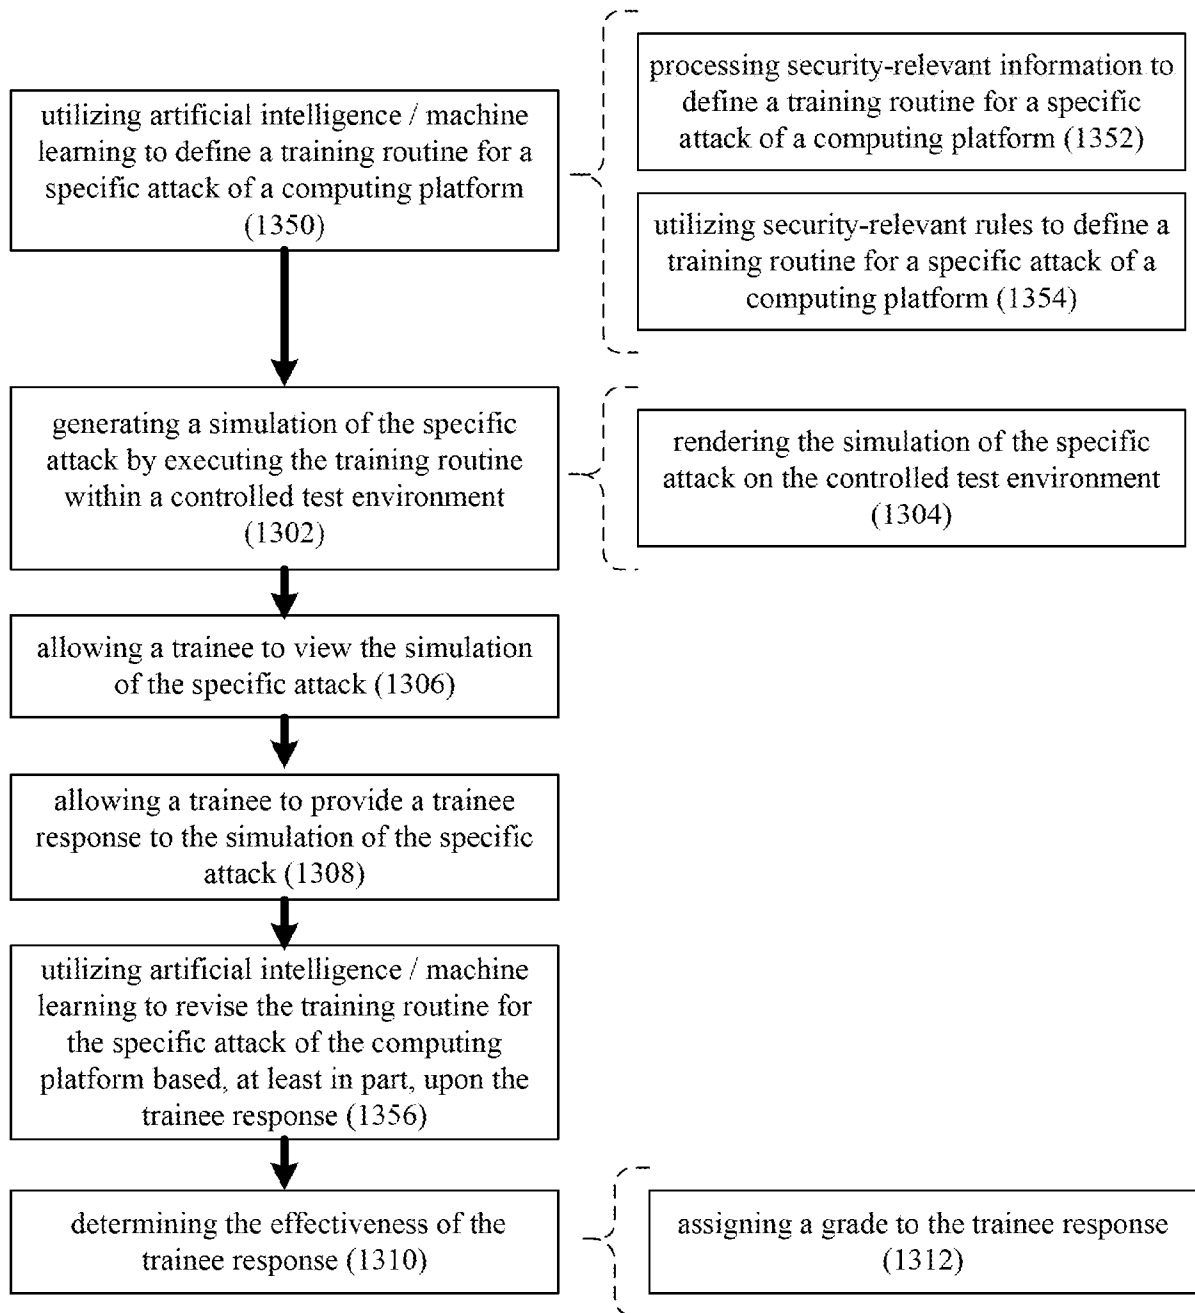 utilizing artificial intelligence / machine
learning to define a training routine for a
specific attack of a computing platform
(1350)
processing security-relevant information to
define a training routine for a specific
attack of a computing platform (1352)
utilizing security-relevant rules to define a
training routine for a specific attack of a
computing platform (1354)
generating a simulation of the specific
attack by executing the training routine
within a controlled test environment
(1302)
rendering the simulation of the specific
attack on the controlled test environment
(1304)
allowing a trainee to view the simulation
of the specific attack (1306)
allowing a trainee to provide a trainee
response to the simulation of the specific
attack (1308)
utilizing artificial intelligence / machine
learning to revise the training routine for
the specific attack of the computing
platform based, at least in part, upon the
trainee response (1356)
determining the effectiveness of the
trainee response (1310)
assigning a grade to the trainee response
(1312)